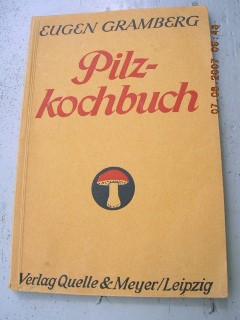 EUGEN GRAMBERG
Pilz-
kochbuch
Verlag Quelle & Meyer/Leipzig
07.08.2007 06:43